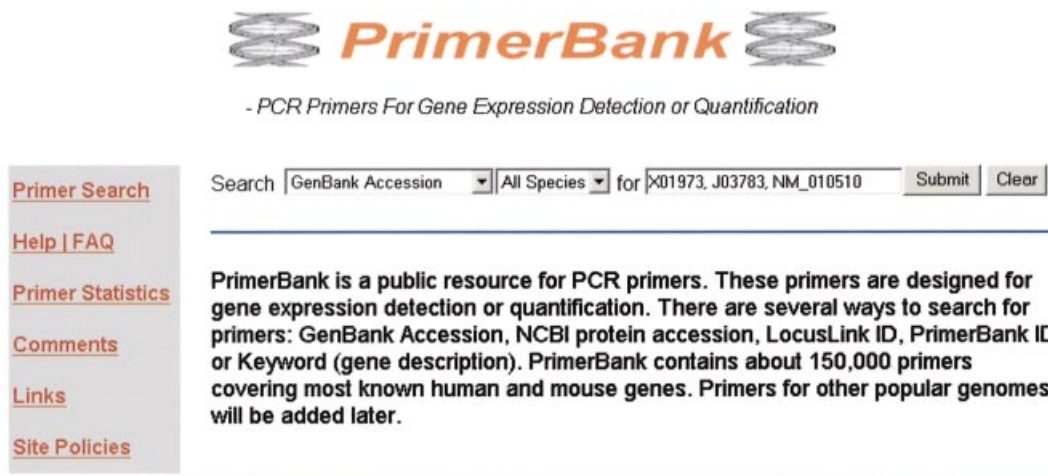 PrimerBank
- PCR Primers For Gene Expression Detection or Quantification
Primer Search
Help | FAQ
Primer Statistics
Comments
Links
Site Policies
Search GenBank Accession All Species for X01973, J03783, NM_010510 Submit Clear
PrimerBank is a public resource for PCR primers. These primers are designed for
gene expression detection or quantification. There are several ways to search for
primers: GenBank Accession, NCBI protein accession, LocusLink ID, PrimerBank ID
or Keyword (gene description). PrimerBank contains about 150,000 primers
covering most known human and mouse genes. Primers for other popular genomes
will be added later.